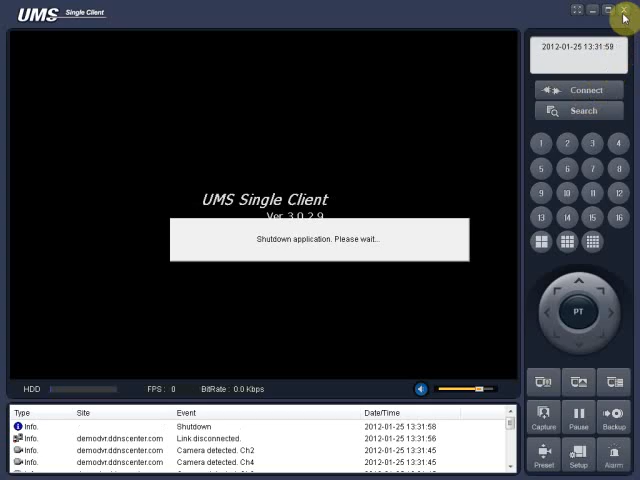 UMS Single Client
2012-01-25 13:31:59
Connect
Search
1 2 3 4
5 6 7 8
9 10 11 12
13 14 15 16
UMS Single Client
Ver 3.0.2.9
Shutdown application. Please wait...
PT
HDD FPS : 0 BitRate : 0.0 Kbps
Capture Pause Backup
Preset Setup Alarm
Type Site Event Date/Time
Info. Shutdown 2012-01-25 13:31:58
Info. demodvr.ddnscenter.com Link disconnected. 2012-01-25 13:31:56
Info. demodvr.ddnscenter.com Camera detected. Ch2 2012-01-25 13:31:45
Info. demodvr.ddnscenter.com Camera detected. Ch4 2012-01-25 13:31:45